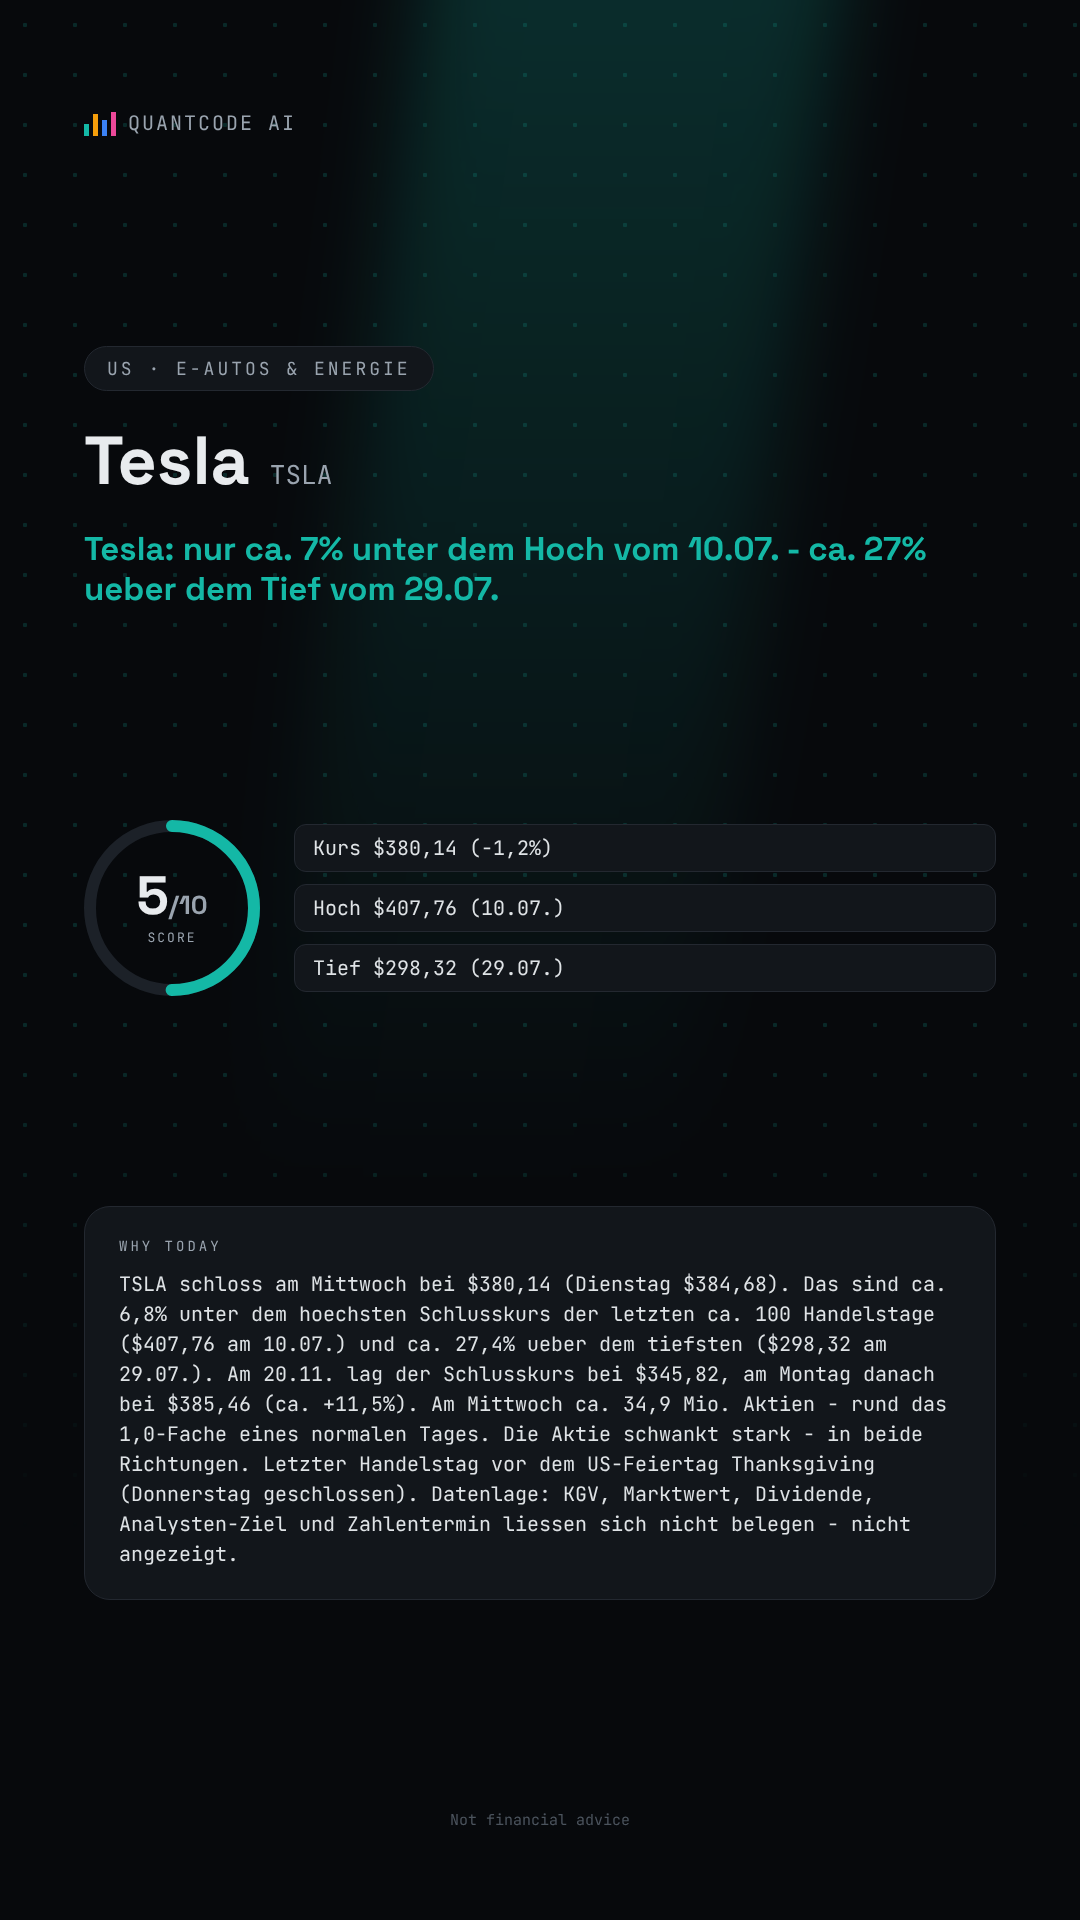 QUANTCODE AI
US · E-AUTOS & ENERGIE
Tesla TSLA
Tesla: nur ca. 7% unter dem Hoch vom 10.07. - ca. 27%
ueber dem Tief vom 29.07.
5/10
SCORE
Kurs $380,14 (-1,2%)
Hoch $407,76 (10.07.)
Tief $298,32 (29.07.)
WHY TODAY
TSLA schloss am Mittwoch bei $380,14 (Dienstag $384,68). Das sind ca.
6,8% unter dem hoechsten Schlusskurs der letzten ca. 100 Handelstage
($407,76 am 10.07.) und ca. 27,4% ueber dem tiefsten ($298,32 am
29.07.). Am 20.11. lag der Schlusskurs bei $345,82, am Montag danach
bei $385,46 (ca. +11,5%). Am Mittwoch ca. 34,9 Mio. Aktien - rund das
1,0-Fache eines normalen Tages. Die Aktie schwankt stark - in beide
Richtungen. Letzter Handelstag vor dem US-Feiertag Thanksgiving
(Donnerstag geschlossen). Datenlage: KGV, Marktwert, Dividende,
Analysten-Ziel und Zahlentermin liessen sich nicht belegen - nicht
angezeigt.
Not financial advice